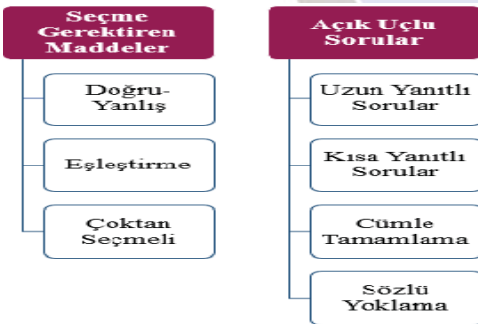 Seçme
Gerektiren
Maddeler
Doğru-
Yanlış
Eşleştirme
Çoktan
Seçmeli
Açık Uçlu
Sorular
Uzun Yanıtlı
Sorular
Kısa Yanıtlı
Sorular
Cümle
Tamamlama
Sözlü
Yoklama